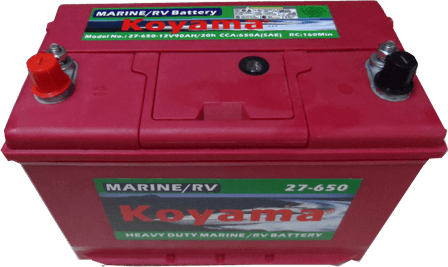 MARINE/RV Battery
Koyama
Model No.: 27-650-12V90AH/20h CCA:650A(SAE) RC:160Min
MARINE/RV 27-650
Koyama
HEAVY DUTY MARINE/RV BATTERY